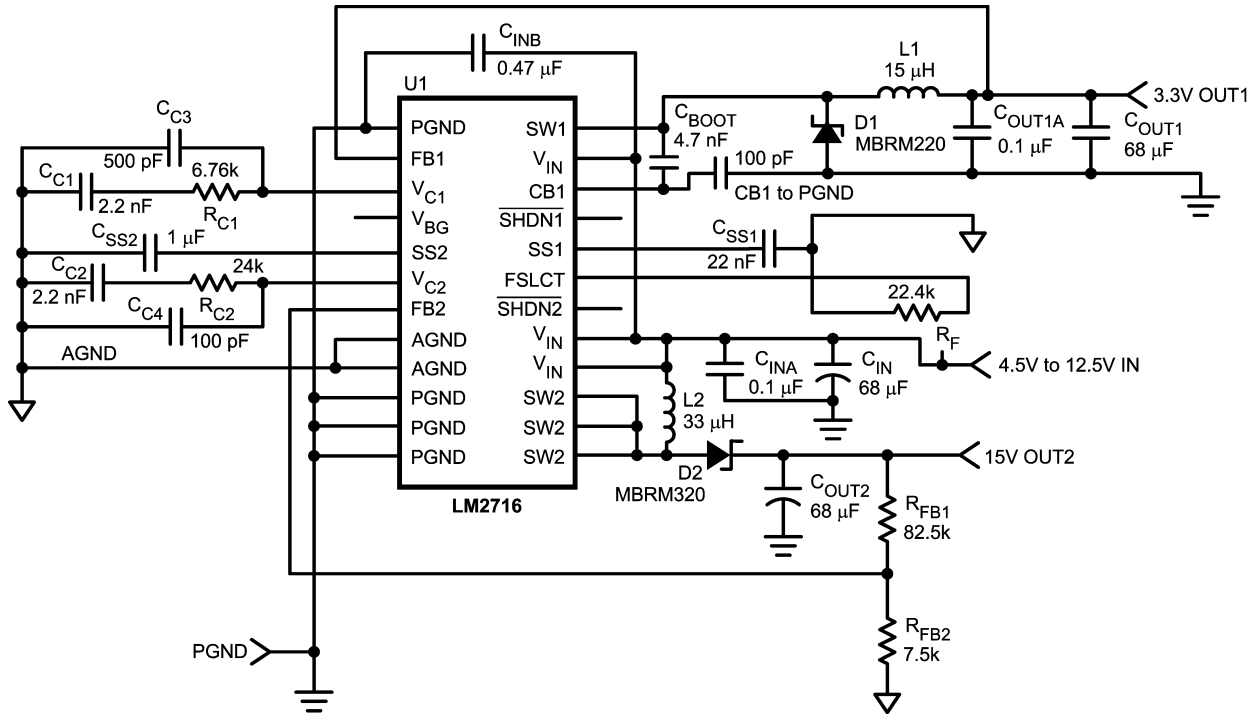 C_INB
0.47 μF
U1
L1
15 μH
3.3V OUT1
C_C3
500 pF
C_C1
2.2 nF
6.76k
R_C1
C_SS2
1 μF
C_C2
2.2 nF
24k
R_C2
C_C4
100 pF
AGND
PGND
FB1
V_C1
V_BG
SS2
V_C2
FB2
AGND
AGND
PGND
PGND
PGND
SW1
V_IN
CB1
SHDN1
SS1
FSLCT
SHDN2
V_IN
V_IN
SW2
SW2
SW2
LM2716
C_BOOT
4.7 nF
100 pF
CB1 to PGND
D1
MBRM220
C_OUT1A
0.1 μF
C_OUT1
68 μF
C_SS1
22 nF
22.4k
R_F
4.5V to 12.5V IN
C_INA
0.1 μF
C_IN
68 μF
L2
33 μH
D2
MBRM320
15V OUT2
C_OUT2
68 μF
R_FB1
82.5k
R_FB2
7.5k
PGND